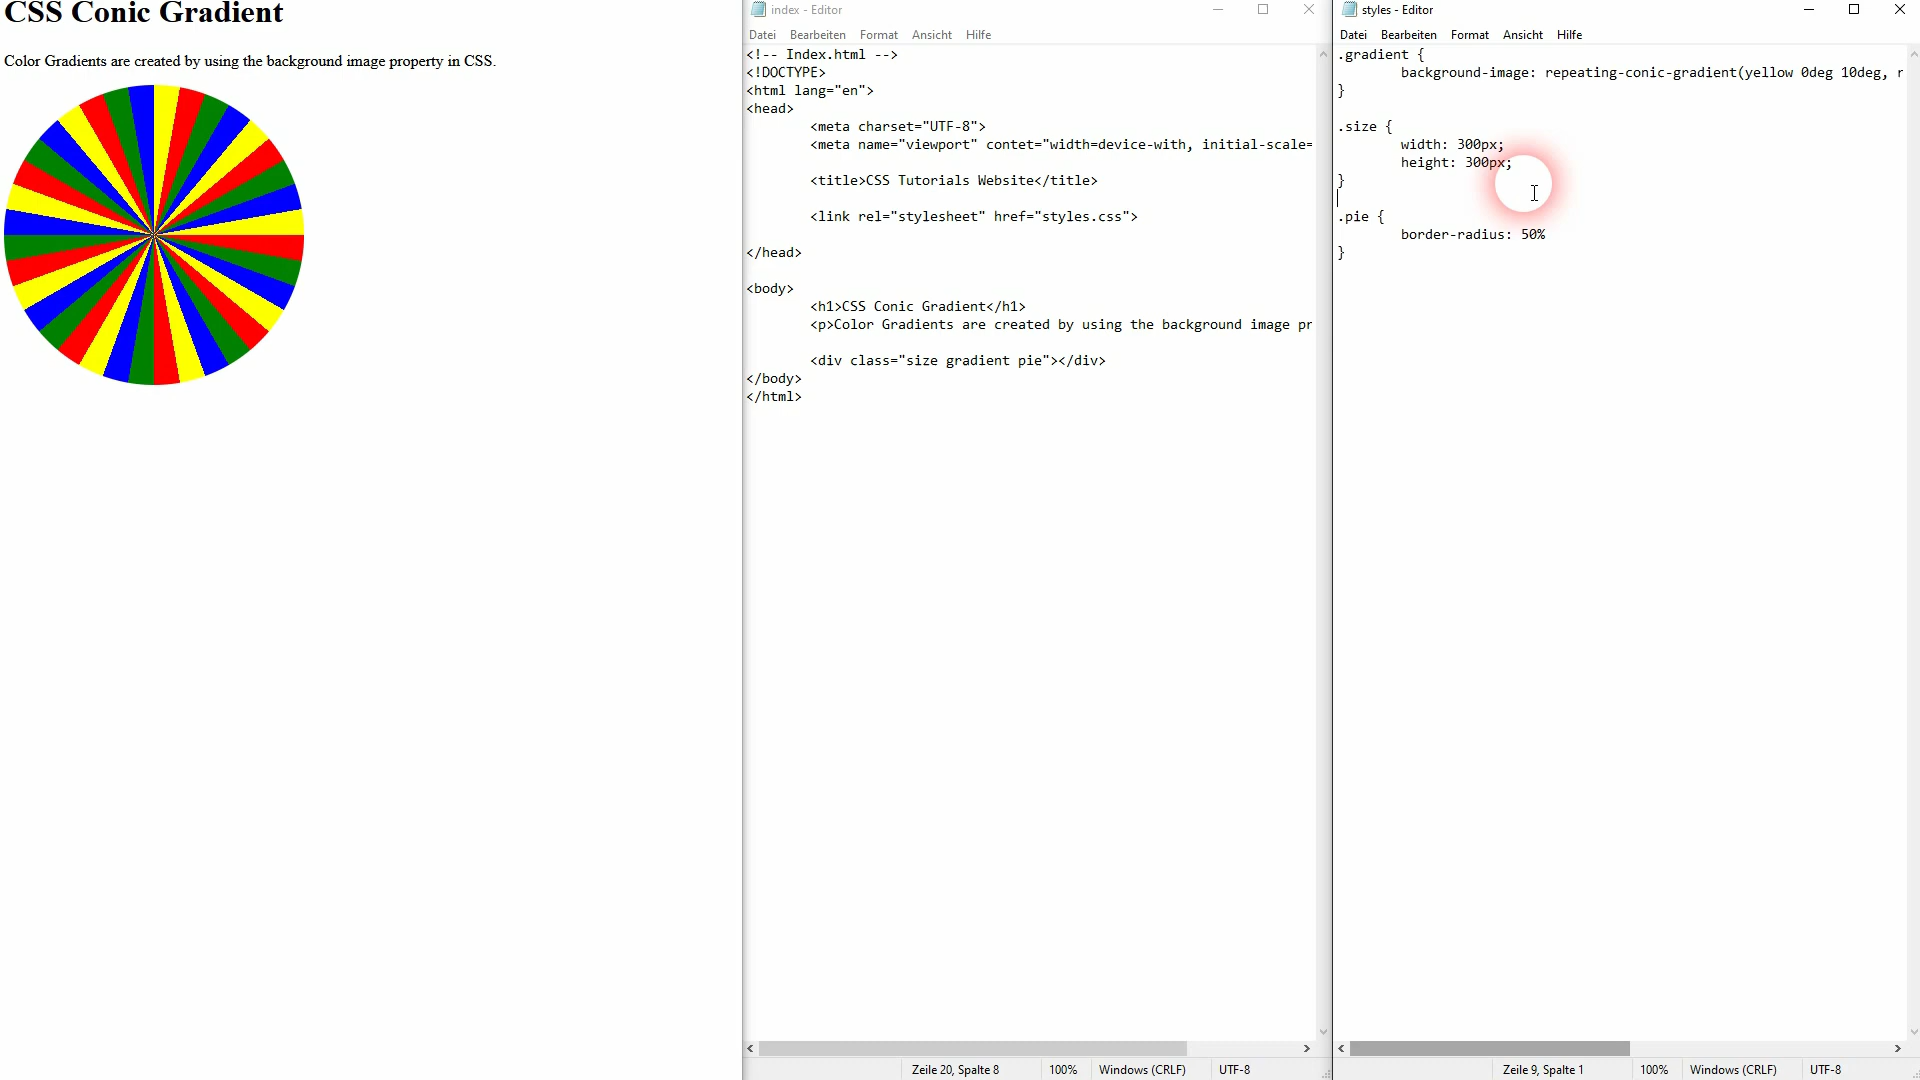 CSS Conic Gradient
Color Gradients are created by using the background image property in CSS.
index - Editor
Datei Bearbeiten Format Ansicht Hilfe
<!-- Index.html -->
<!DOCTYPE>
<html lang="en">
<head>
<meta charset="UTF-8">
<meta name="viewport" contet="width=device-with, initial-scale=
<title>CSS Tutorials Website</title>
<link rel="stylesheet" href="styles.css">
</head>
<body>
<h1>CSS Conic Gradient</h1>
<p>Color Gradients are created by using the background image pr
<div class="size gradient pie"></div>
</body>
</html>
Zeile 20, Spalte 8 100% Windows (CRLF) UTF-8
styles - Editor
Datei Bearbeiten Format Ansicht Hilfe
.gradient {
background-image: repeating-conic-gradient(yellow 0deg 10deg, r
}
.size {
width: 300px;
height: 300px;
}
.pie {
border-radius: 50%
}
Zeile 9, Spalte 1 100% Windows (CRLF) UTF-8